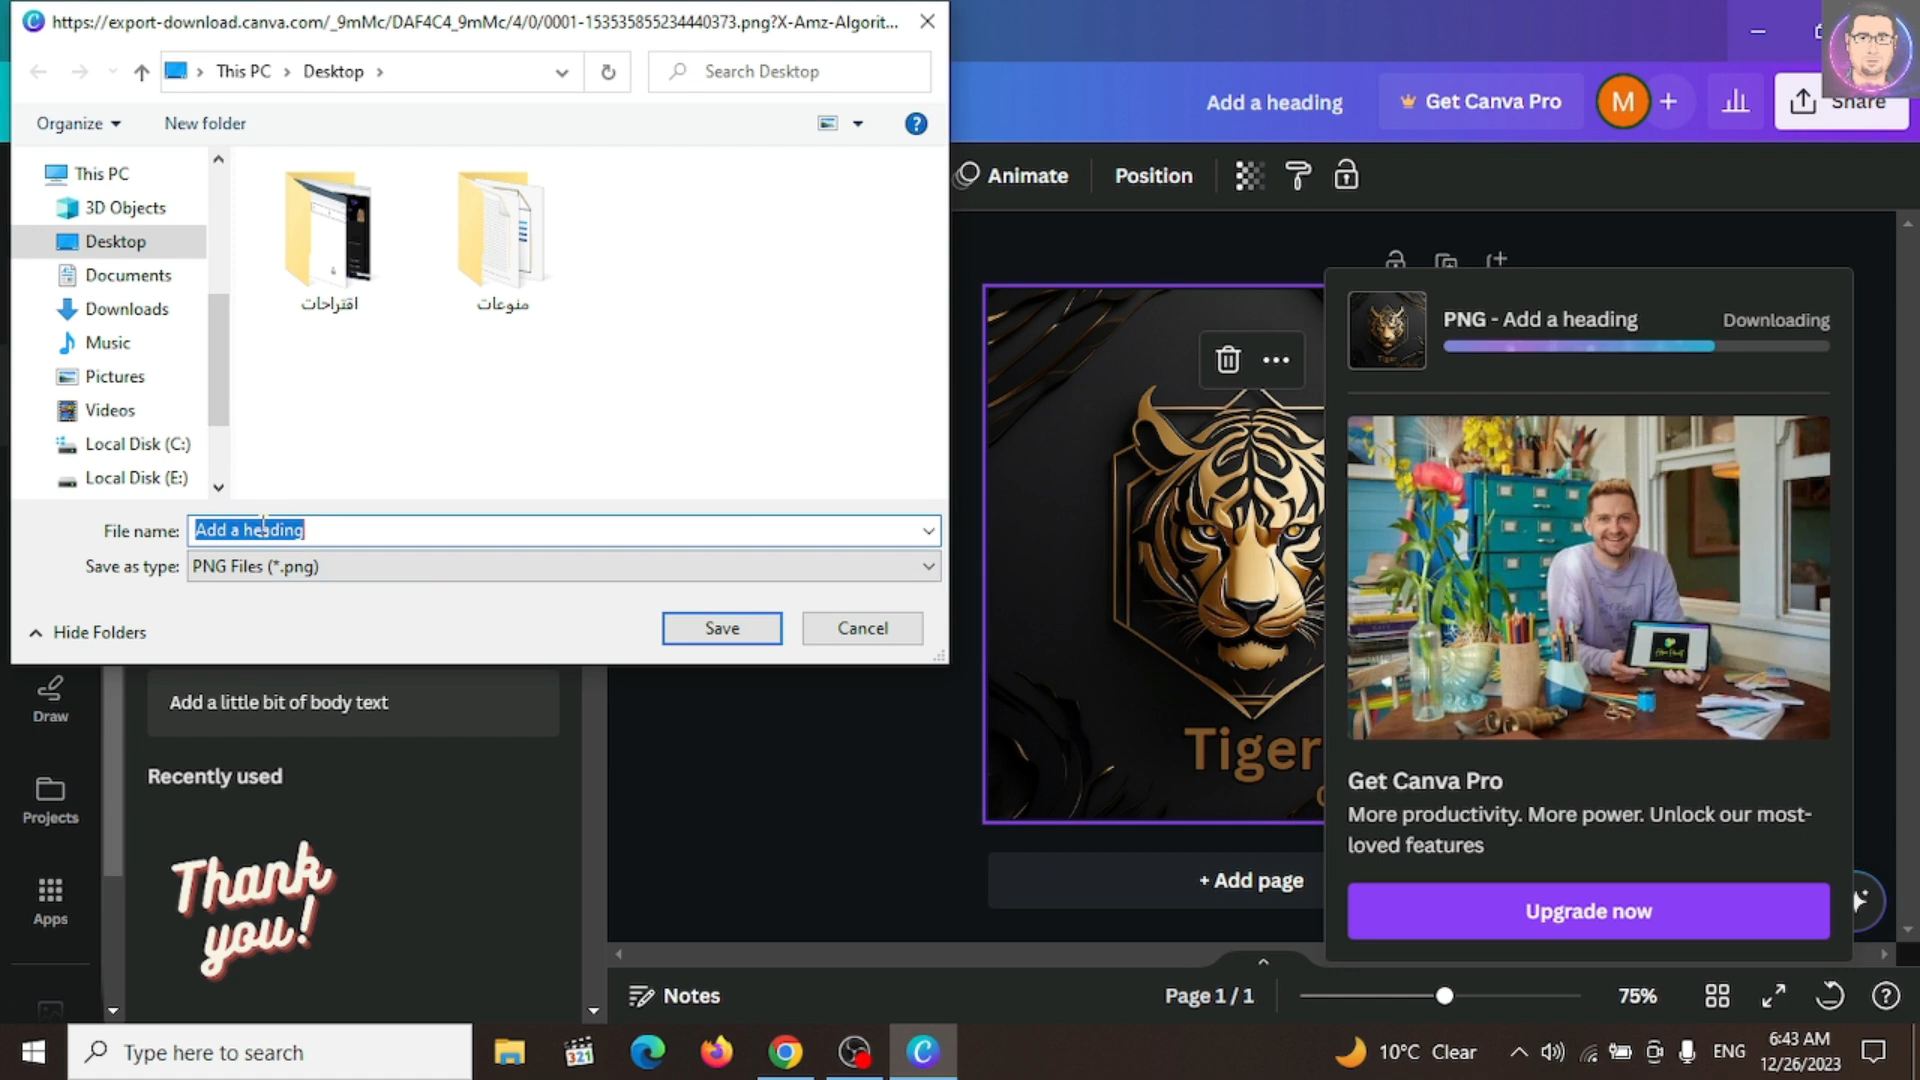 https://export-download.canva.com/_9mMc/DAF4C4_9mMc/4/0/0001-153535855234440373.png?X-Amz-Algorit...
This PC
Desktop
Search Desktop
Organize
New folder
This PC
3D Objects
Desktop
Documents
Downloads
Music
Pictures
Videos
Local Disk (C:)
Local Disk (E:)
اقتراحات
منوعات
File name:
Add a heading
Save as type:
PNG Files (*.png)
Hide Folders
Save
Cancel
Add a heading
Get Canva Pro
M
Share
Animate
Position
PNG - Add a heading
Downloading
Tiger
Get Canva Pro
More productivity. More power. Unlock our most-
loved features
Upgrade now
+ Add page
Draw
Projects
Apps
Add a little bit of body text
Recently used
Thank
you!
Notes
Page 1 / 1
75%
Type here to search
321
10°C Clear
ENG
6:43 AM
12/26/2023